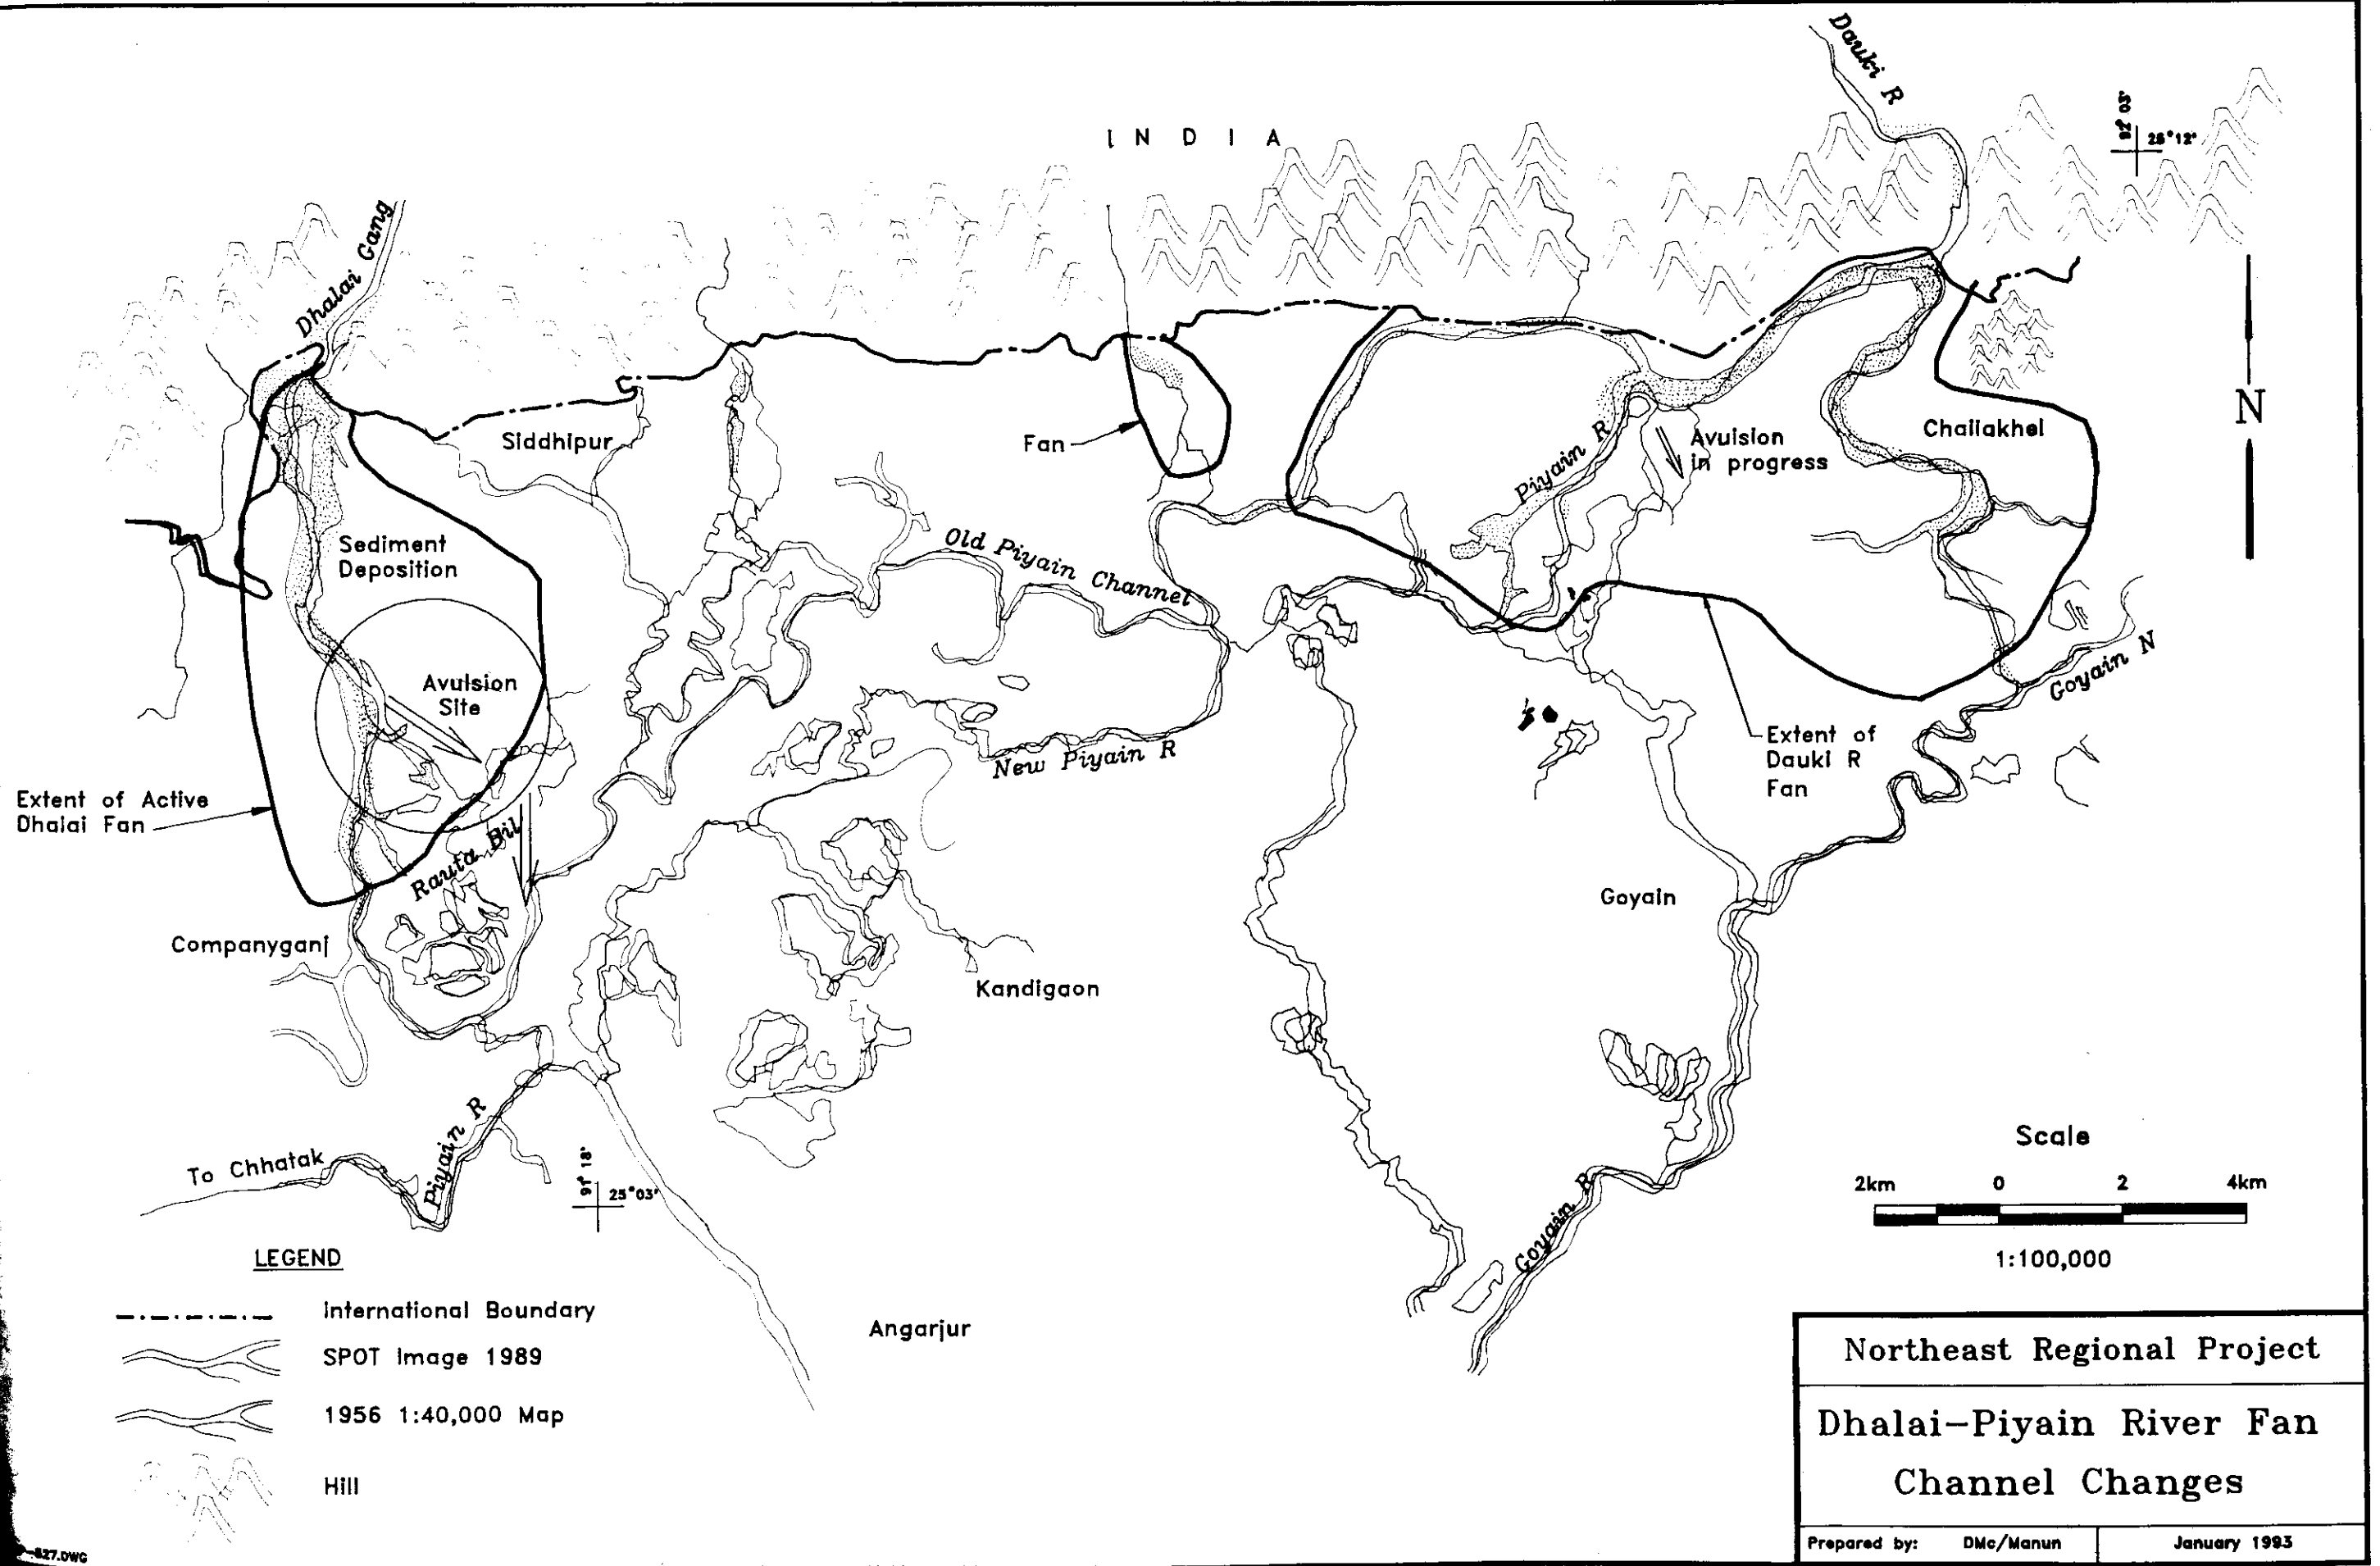 Dauki R
92° 03'
25°12'
I N D I A
Dhalai Gang
Siddhipur
Fan
Piyain R
Avulsion
in progress
Challakhel
N
Sediment
Deposition
Old Piyain Channel
Avulsion
Site
Goyain N
New Piyain R
Extent of
Dauki R
Fan
Extent of Active
Dhalai Fan
Rauta Bil
Goyain
Companyganj
Kandigaon
To Chhatak
Piyain R
91° 18'
25°03'
Goyain R
Angarjur
Scale
2km 0 2 4km
1:100,000
LEGEND
International Boundary
SPOT Image 1989
1956 1:40,000 Map
Hill
Northeast Regional Project
Dhalai-Piyain River Fan
Channel Changes
Prepared by: DMc/Manun January 1993